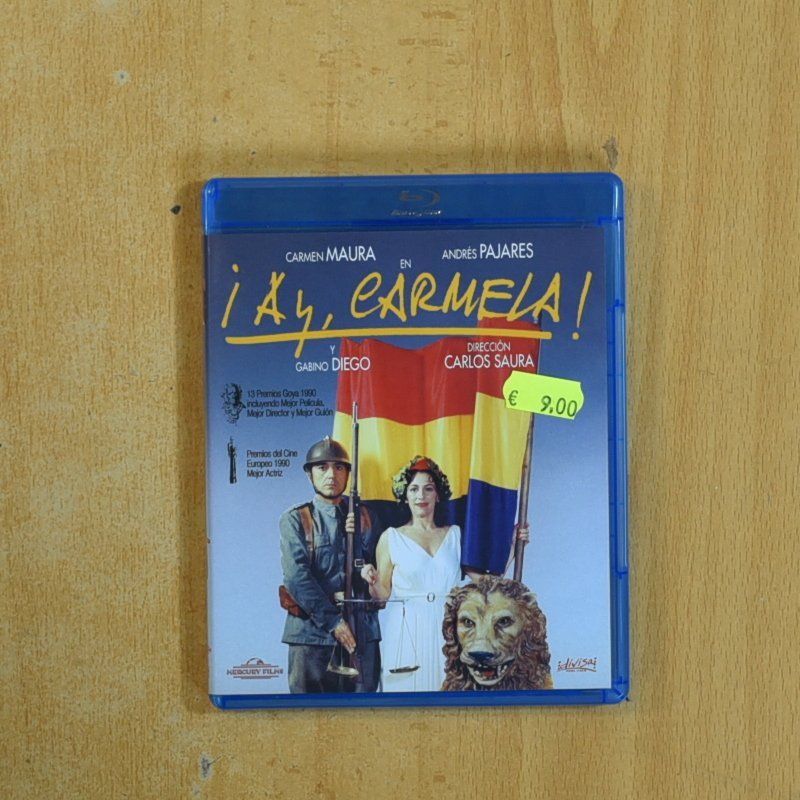 CARMEN MAURA
EN
ANDRÉS PAJARES
¡Ay, CARMELA!
Y
GABINO DIEGO
DIRECCIÓN
CARLOS SAURA
€ 9.00
13 Premios Goya 1990
incluyendo Mejor Película,
Mejor Director y Mejor Guión
Premios del Cine
Europeo 1990
Mejor Actriz
MERCURY FILMS
divisa